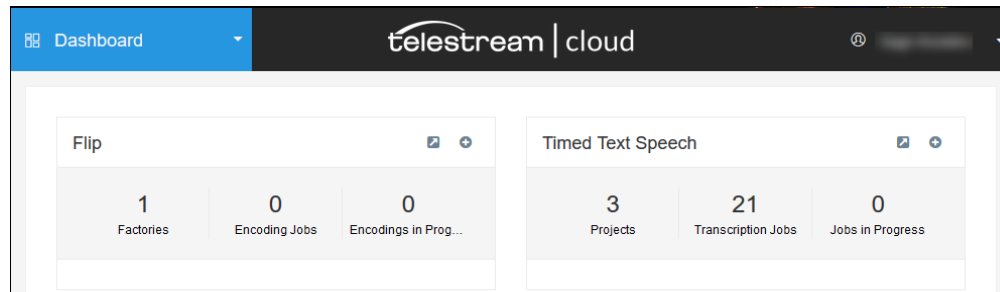 Dashboard
telestream | cloud
Flip
1
0
0
Factories
Encoding Jobs
Encodings in Prog...
Timed Text Speech
3
21
0
Projects
Transcription Jobs
Jobs in Progress